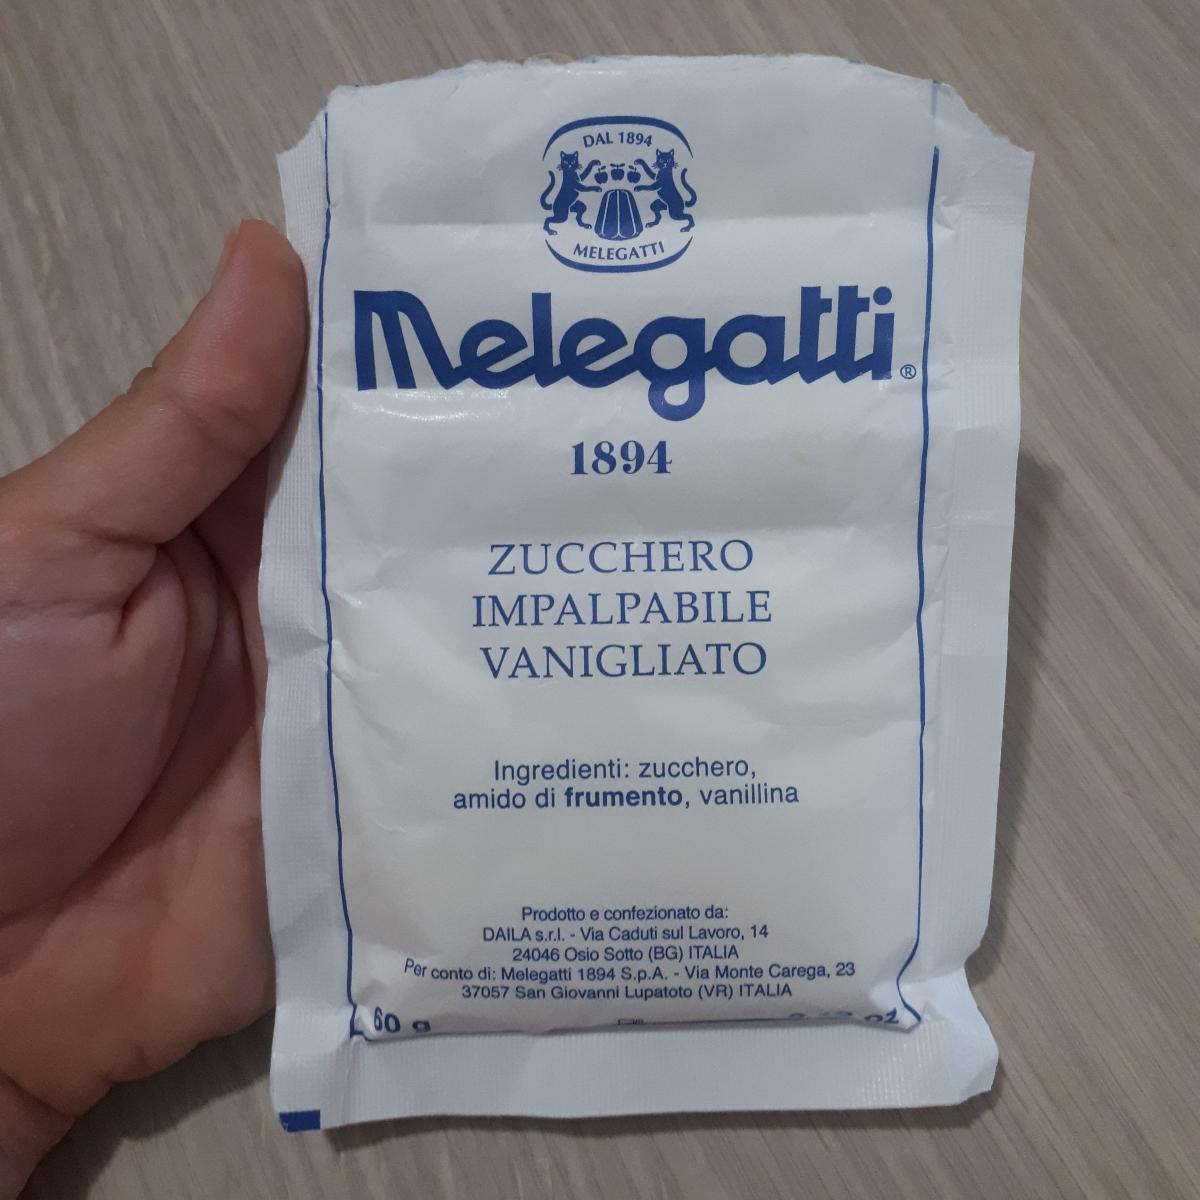 DAL 1894
MELEGATTI
Melegatti®
1894
ZUCCHERO
IMPALPABILE
VANIGLIATO
Ingredienti: zucchero,
amido di frumento, vanillina
Prodotto e confezionato da:
DAILA s.r.l. - Via Caduti sul Lavoro, 14
24046 Osio Sotto (BG) ITALIA
Per conto di: Melegatti 1894 S.p.A. - Via Monte Carega, 23
37057 San Giovanni Lupatoto (VR) ITALIA
60 g oz